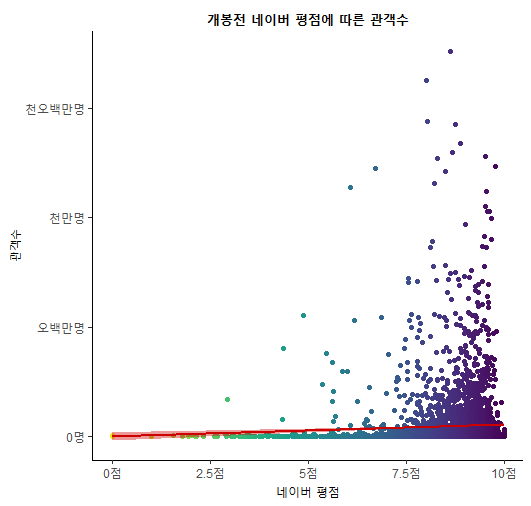 개봉전 네이버 평점에 따른 관객수
관객수
천오백만명
천만명
오백만명
0명
0점 2.5점 5점 7.5점 10점
네이버 평점